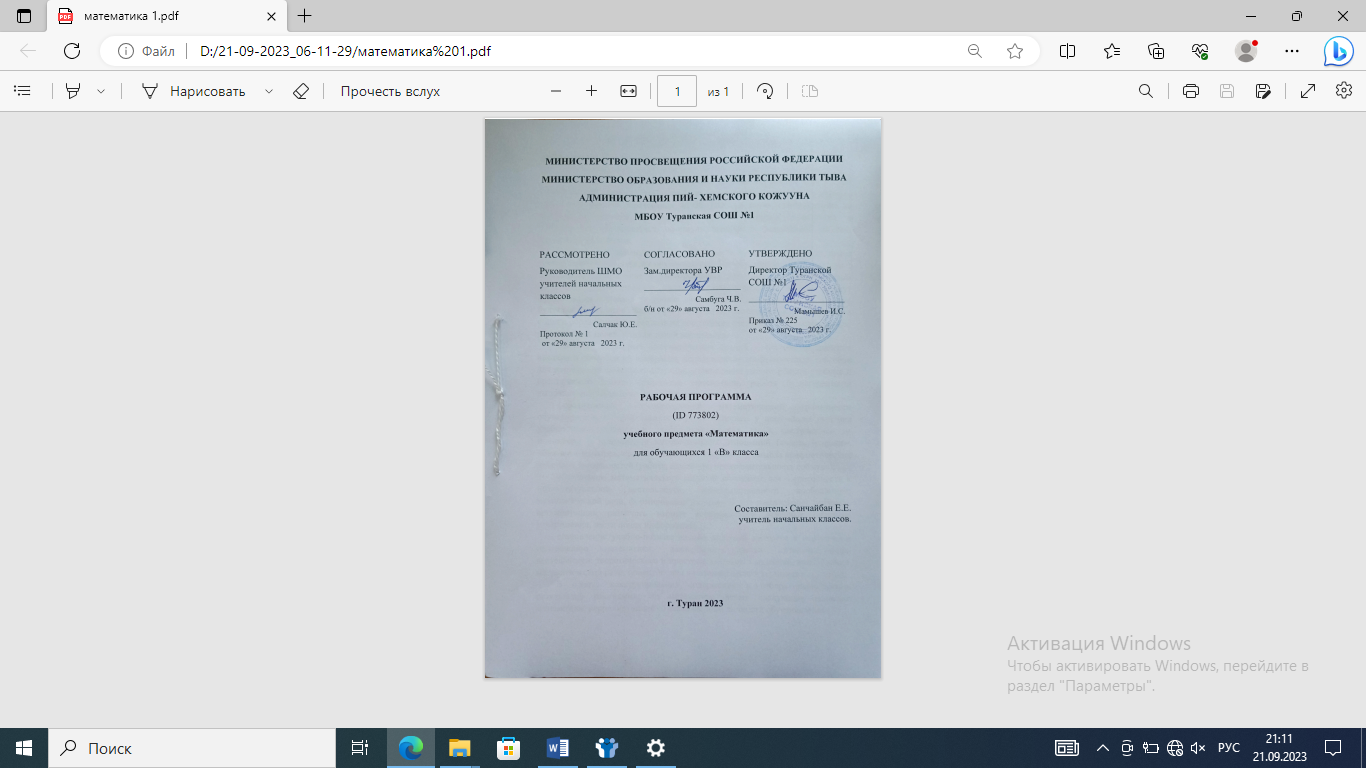 математика 1.pdf
Файл
D:/21-09-2023_06-11-29/математика%201.pdf
Нарисовать
Прочесть вслух
1
из 1
МИНИСТЕРСТВО ПРОСВЕЩЕНИЯ РОССИЙСКОЙ ФЕДЕРАЦИИ
МИНИСТЕРСТВО ОБРАЗОВАНИЯ И НАУКИ РЕСПУБЛИКИ ТЫВА
АДМИНИСТРАЦИЯ ПИЙ- ХЕМСКОГО КОЖУУНА
МБОУ Туранская СОШ №1
РАССМОТРЕНО
Руководитель ШМО
учителей начальных
классов
Салчак Ю.Е.
Протокол № 1
от «29» августа 2023 г.
СОГЛАСОВАНО
Зам.директора УВР
Самбуга Ч.В.
б/н от «29» августа 2023 г.
УТВЕРЖДЕНО
Директор Туранской
СОШ №1
Мамышев И.С.
Приказ № 225
от «29» августа 2023 г.
РАБОЧАЯ ПРОГРАММА
(ID 773802)
учебного предмета «Математика»
для обучающихся 1 «В» класса
Составитель: Санчайбан Е.Е.
учитель начальных классов.
г. Туран 2023
Активация Windows
Чтобы активировать Windows, перейдите в
раздел "Параметры".
Поиск
РУС
21:11
21.09.2023